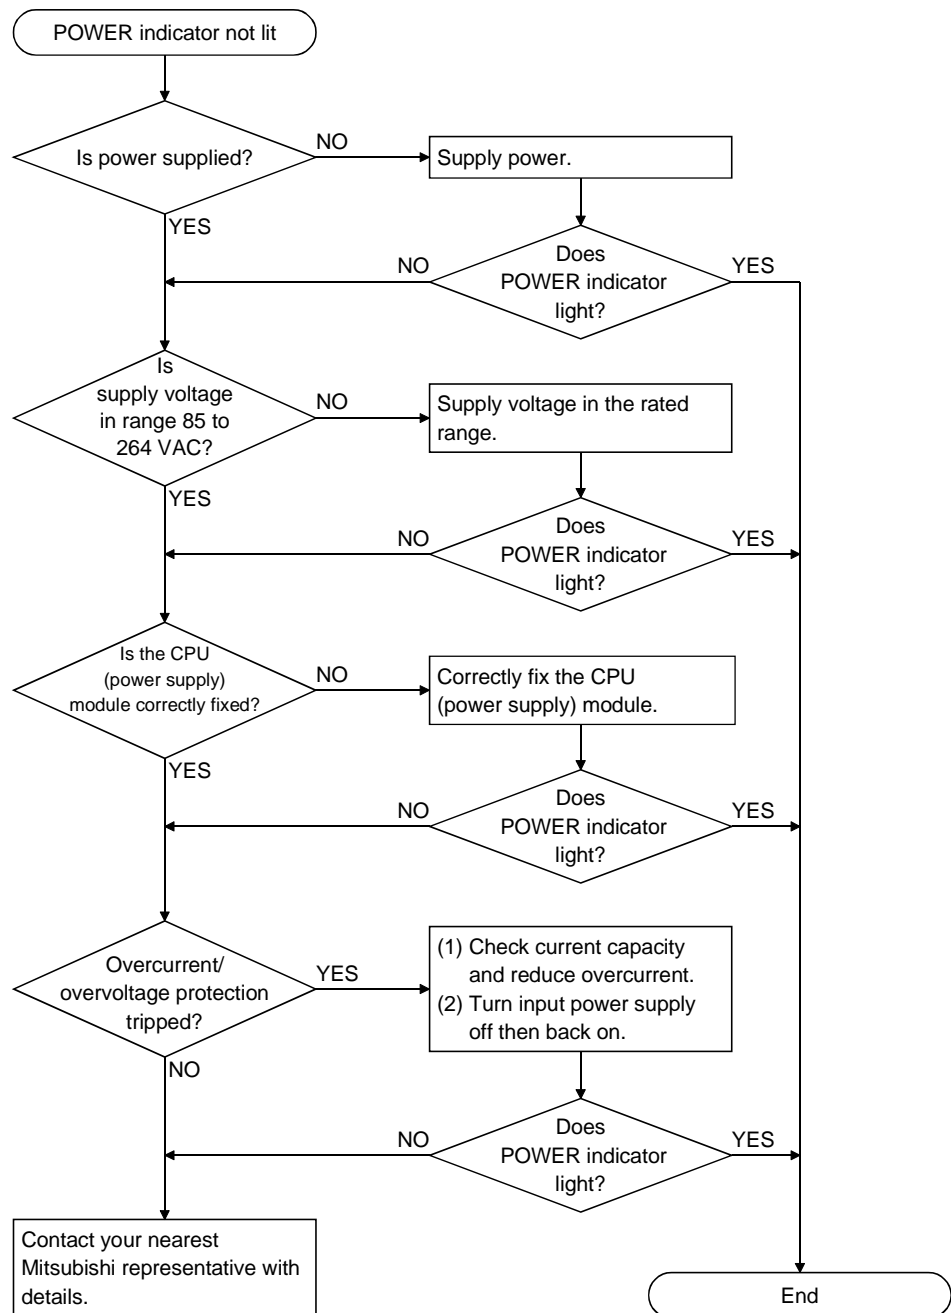 POWER indicator not lit
Is power supplied?
NO
Supply power.
YES
Does
POWER indicator
light?
NO
YES
Is
supply voltage
in range 85 to
264 VAC?
NO
Supply voltage in the rated
range.
YES
Does
POWER indicator
light?
NO
YES
Is the CPU
(power supply)
module correctly fixed?
NO
Correctly fix the CPU
(power supply) module.
YES
Does
POWER indicator
light?
NO
YES
Overcurrent/
overvoltage protection
tripped?
YES
(1) Check current capacity
and reduce overcurrent.
(2) Turn input power supply
off then back on.
NO
Does
POWER indicator
light?
NO
YES
Contact your nearest
Mitsubishi representative with
details.
End